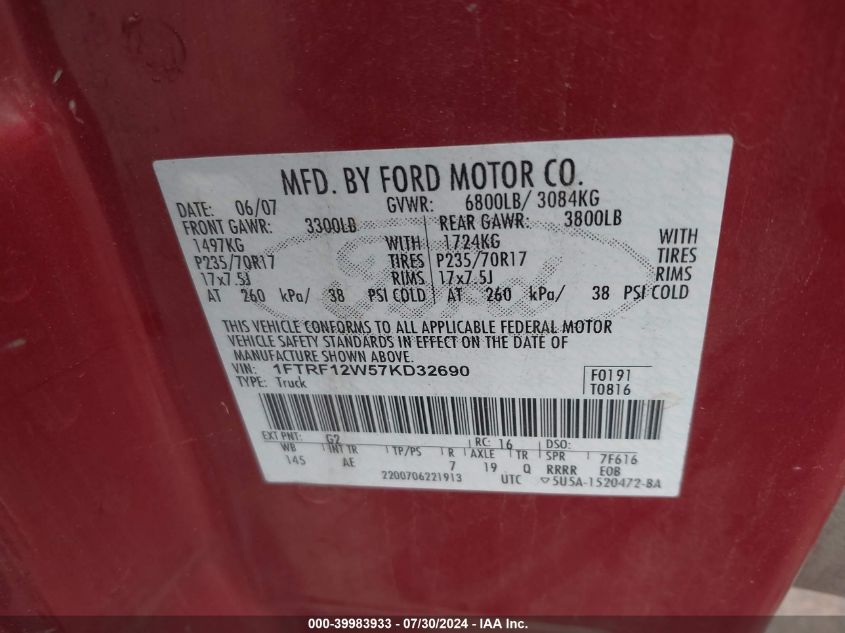 MFD. BY FORD MOTOR CO.
DATE: 06/07 GVWR: 6800LB/ 3084KG
FRONT GAWR: 3300LB REAR GAWR: 3800LB
1497KG WITH 1724KG WITH
P235/70R17 TIRES P235/70R17 TIRES
17x7.5J RIMS 17x7.5J RIMS
AT 260 kPa/ 38 PSI COLD AT 260 kPa/ 38 PSI COLD
Ford
THIS VEHICLE CONFORMS TO ALL APPLICABLE FEDERAL MOTOR
VEHICLE SAFETY STANDARDS IN EFFECT ON THE DATE OF
MANUFACTURE SHOWN ABOVE.
VIN: 1FTRF12W57KD32690 F0191
TYPE: Truck T0816
EXT PNT: G2 RC: 16 DSO:
WB INT TR TP/PS R AXLE TR SPR 7F616
145 AE 7 19 Q RRRR EOB
2200706221913 UTC 5U5A-1520472-BA
000-39983933 / 07/30/2024 - IAA Inc.